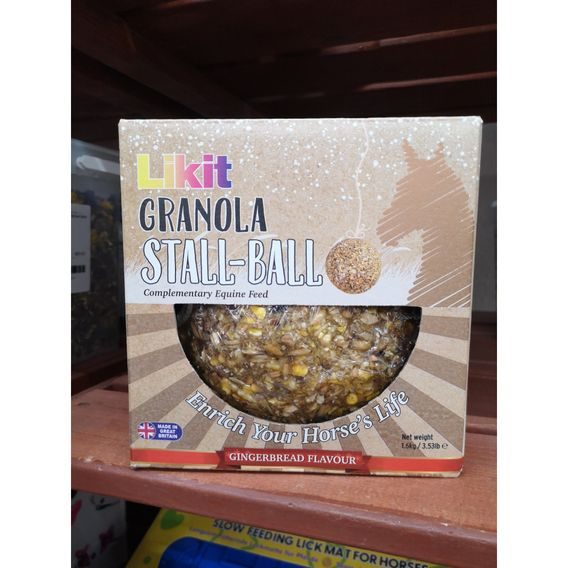 Likit
GRANOLA
STALL-BALL
Complementary Equine Feed
Enrich Your Horse's Life
MADE IN
GREAT
BRITAIN
Net weight
1.6kg / 3.53lb ℮
GINGERBREAD FLAVOUR
SLOW FEEDING LICK MAT FOR HORSES